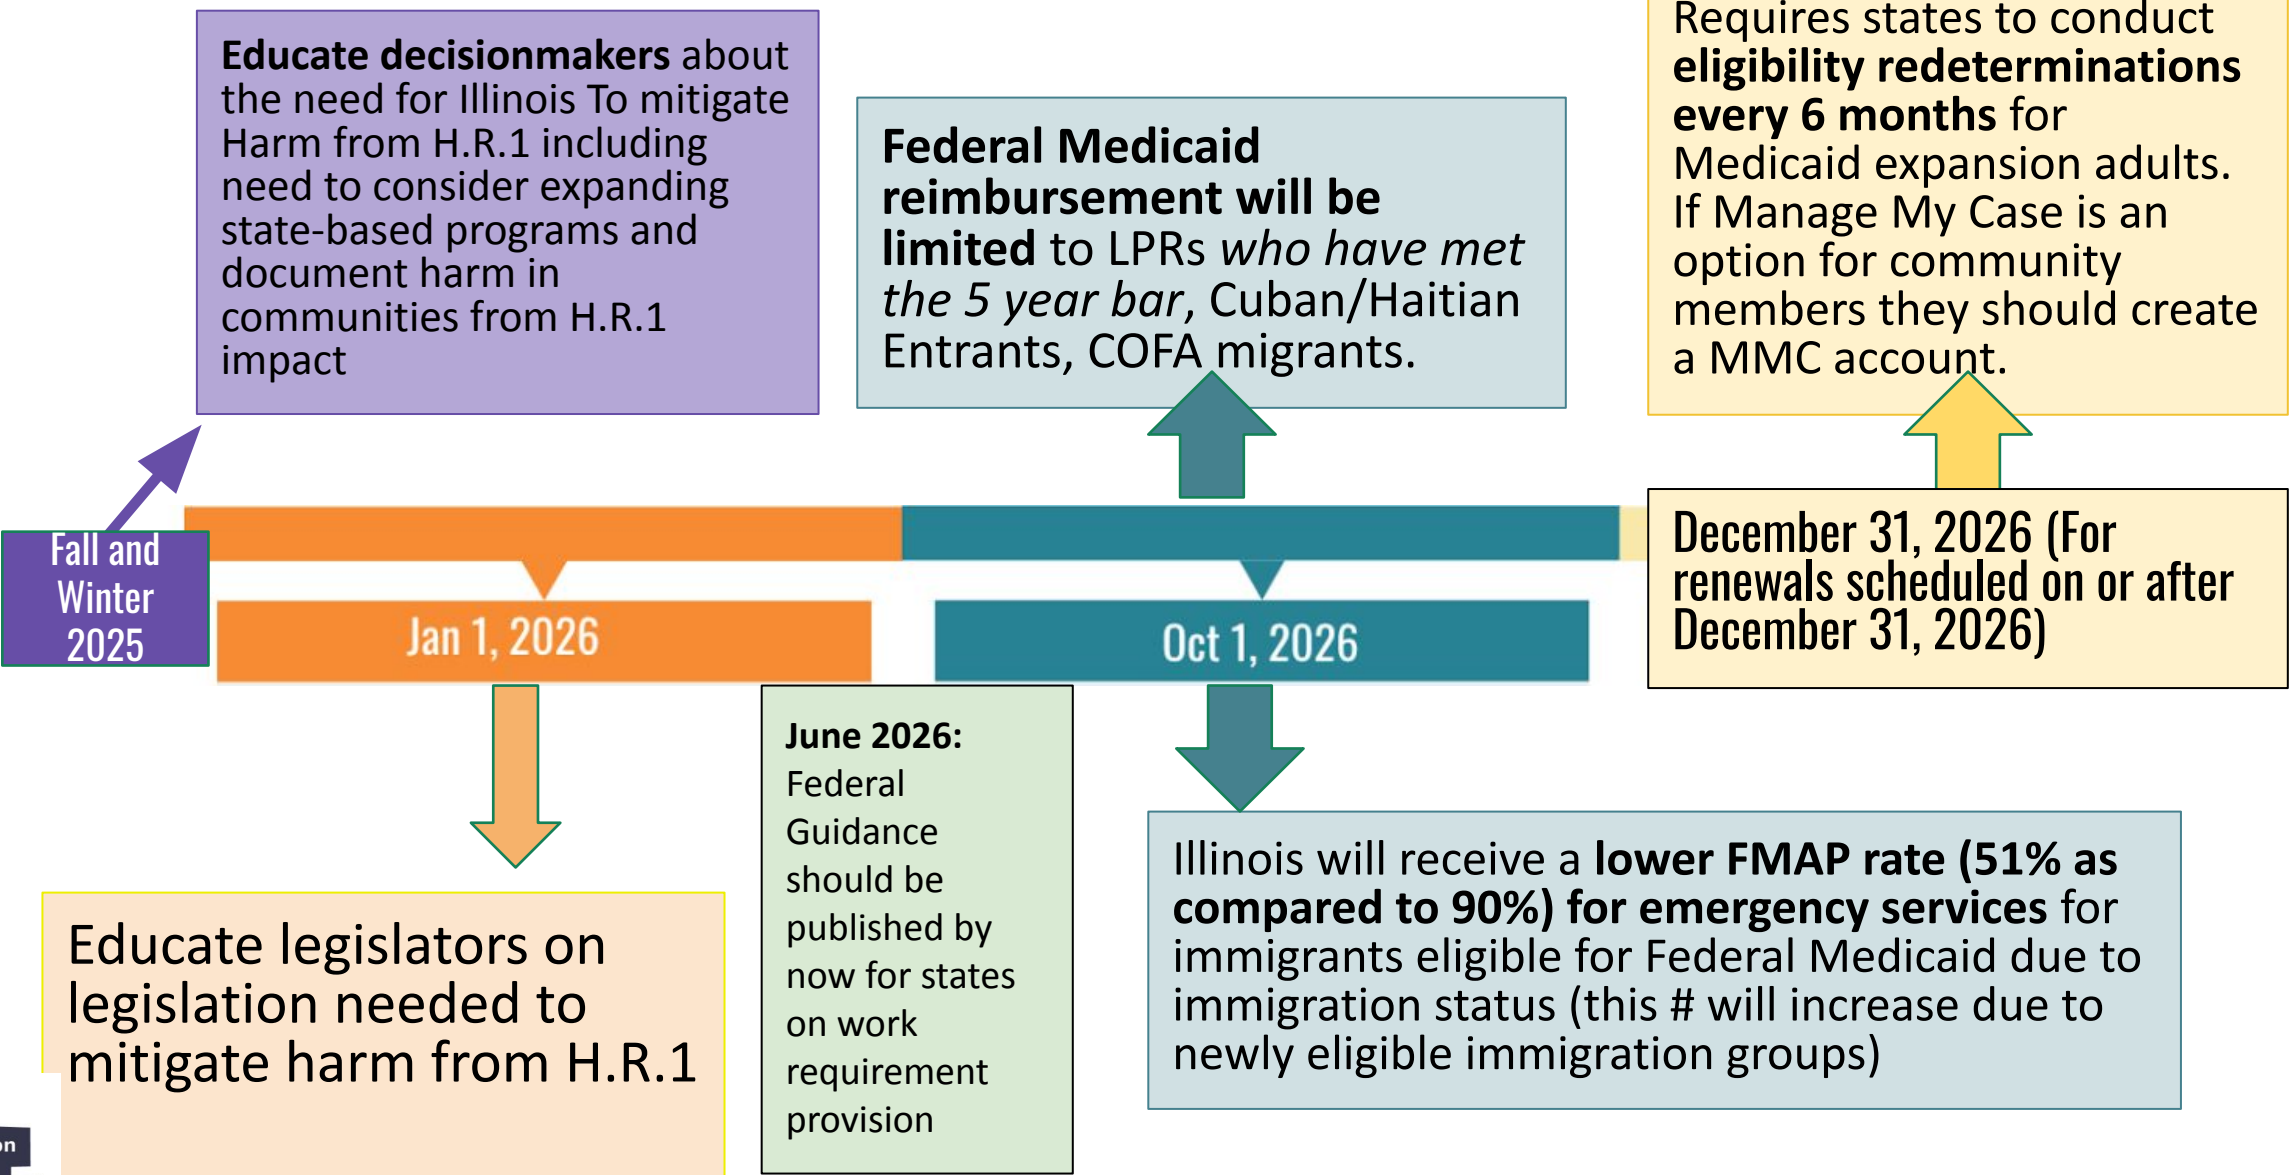 Educate decisionmakers about
the need for Illinois To mitigate
Harm from H.R.1 including
need to consider expanding
state-based programs and
document harm in
communities from H.R.1
impact
Federal Medicaid
reimbursement will be
limited to LPRs who have met
the 5 year bar, Cuban/Haitian
Entrants, COFA migrants.
Requires states to conduct
eligibility redeterminations
every 6 months for
Medicaid expansion adults.
If Manage My Case is an
option for community
members they should create
a MMC account.
Fall and
Winter
2025
Jan 1, 2026
Oct 1, 2026
December 31, 2026 (For
renewals scheduled on or after
December 31, 2026)
Educate legislators on
legislation needed to
mitigate harm from H.R.1
June 2026:
Federal
Guidance
should be
published by
now for states
on work
requirement
provision
Illinois will receive a lower FMAP rate (51% as
compared to 90%) for emergency services for
immigrants eligible for Federal Medicaid due to
immigration status (this # will increase due to
newly eligible immigration groups)